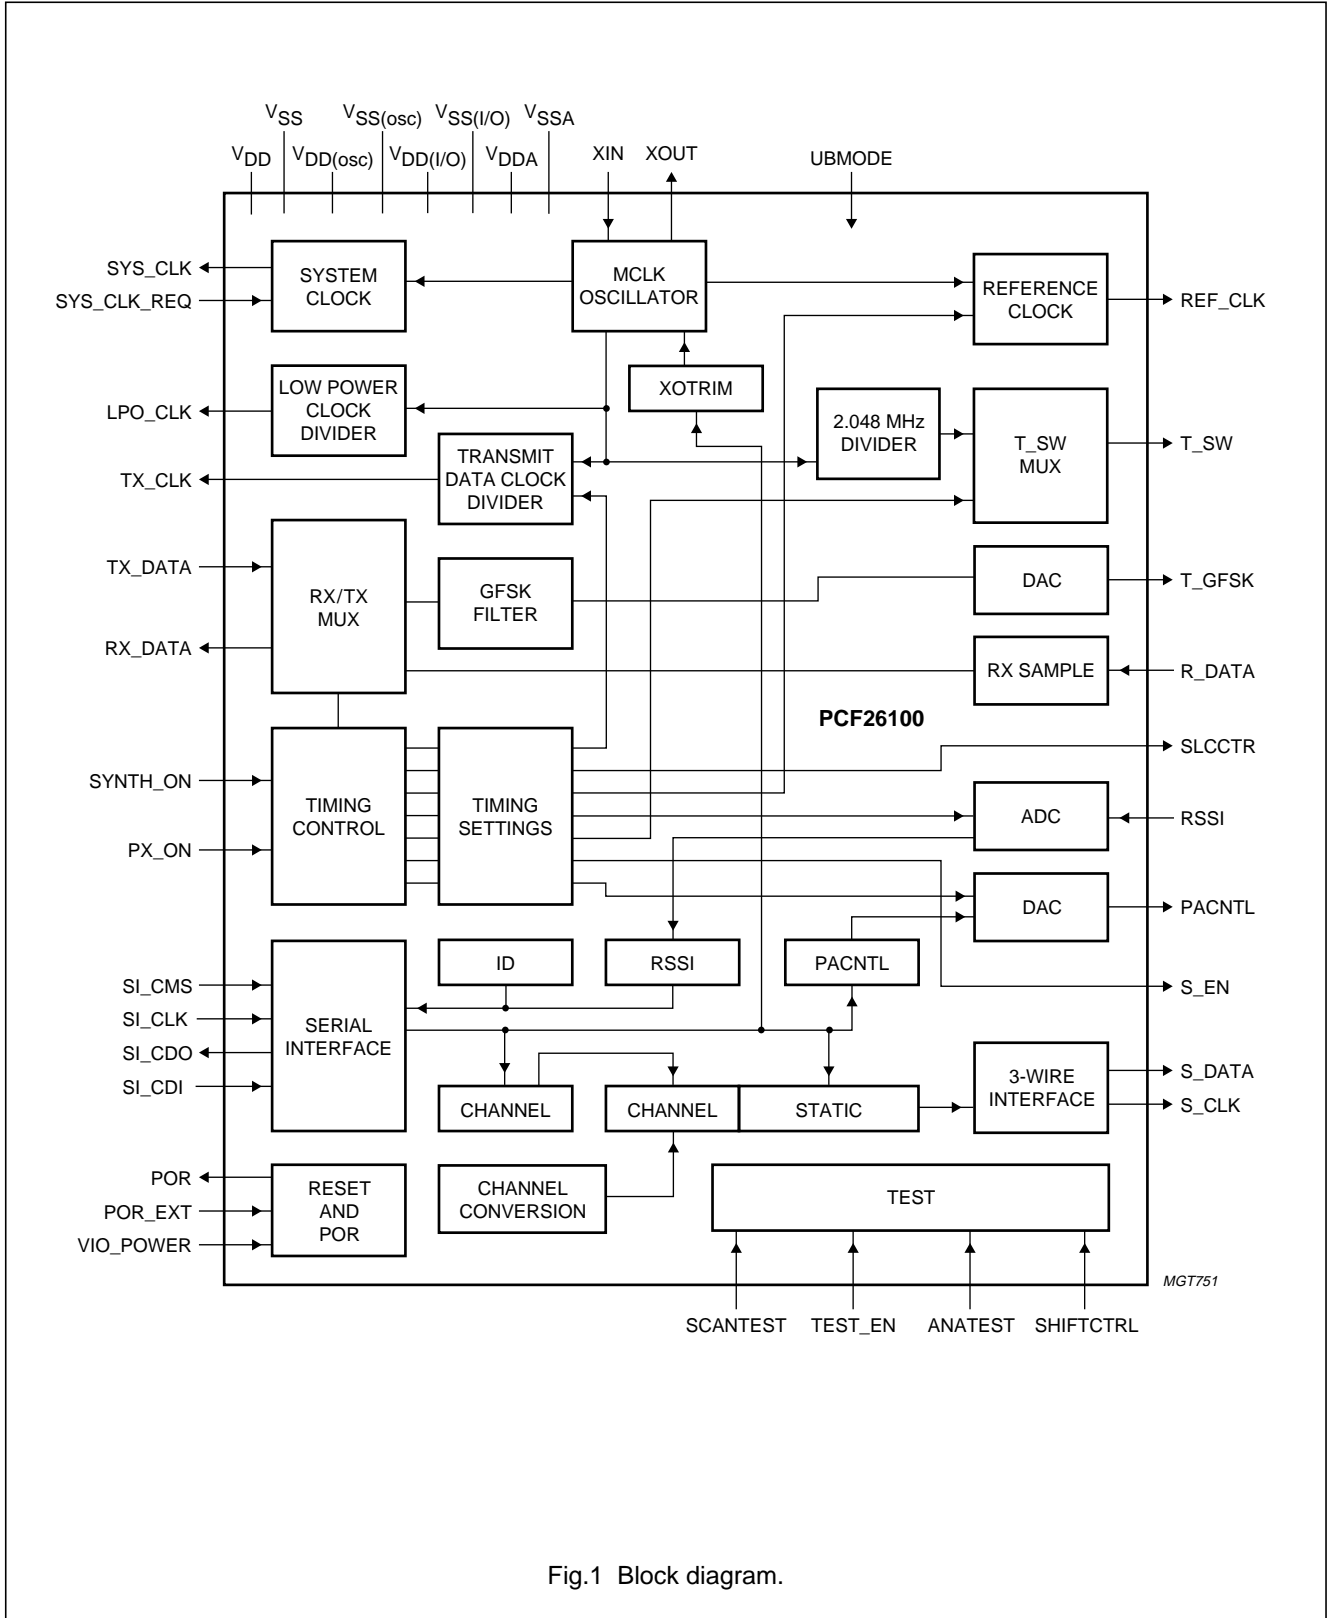 VSS VSS(osc) VSS(I/O) VSSA
VDD VDD(osc) VDD(I/O) VDDA XIN XOUT UBMODE
SYS_CLK
SYS_CLK_REQ
SYSTEM
CLOCK
MCLK
OSCILLATOR
REFERENCE
CLOCK
REF_CLK
LPO_CLK
LOW POWER
CLOCK
DIVIDER
XOTRIM
2.048 MHz
DIVIDER
T_SW
MUX
T_SW
TX_CLK
TRANSMIT
DATA CLOCK
DIVIDER
TX_DATA
RX_DATA
RX/TX
MUX
GFSK
FILTER
DAC
T_GFSK
RX SAMPLE
R_DATA
PCF26100
SLCCTR
SYNTH_ON
PX_ON
TIMING
CONTROL
TIMING
SETTINGS
ADC
RSSI
DAC
PACNTL
ID
RSSI
PACNTL
S_EN
SI_CMS
SI_CLK
SI_CDO
SI_CDI
SERIAL
INTERFACE
3-WIRE
INTERFACE
S_DATA
S_CLK
CHANNEL
CHANNEL
STATIC
POR
POR_EXT
VIO_POWER
RESET
AND
POR
CHANNEL
CONVERSION
TEST
MGT751
SCANTEST TEST_EN ANATEST SHIFTCTRL
Fig.1 Block diagram.